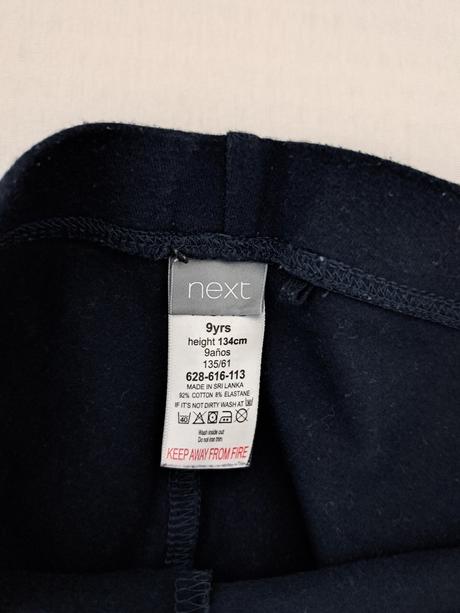 next
9yrs
height 134cm
9años
135/61
628-616-113
MADE IN SRI LANKA
92% COTTON 8% ELASTANE
IF IT'S NOT DIRTY WASH AT
40
Wash inside out
Do not iron trim
KEEP AWAY FROM FIRE